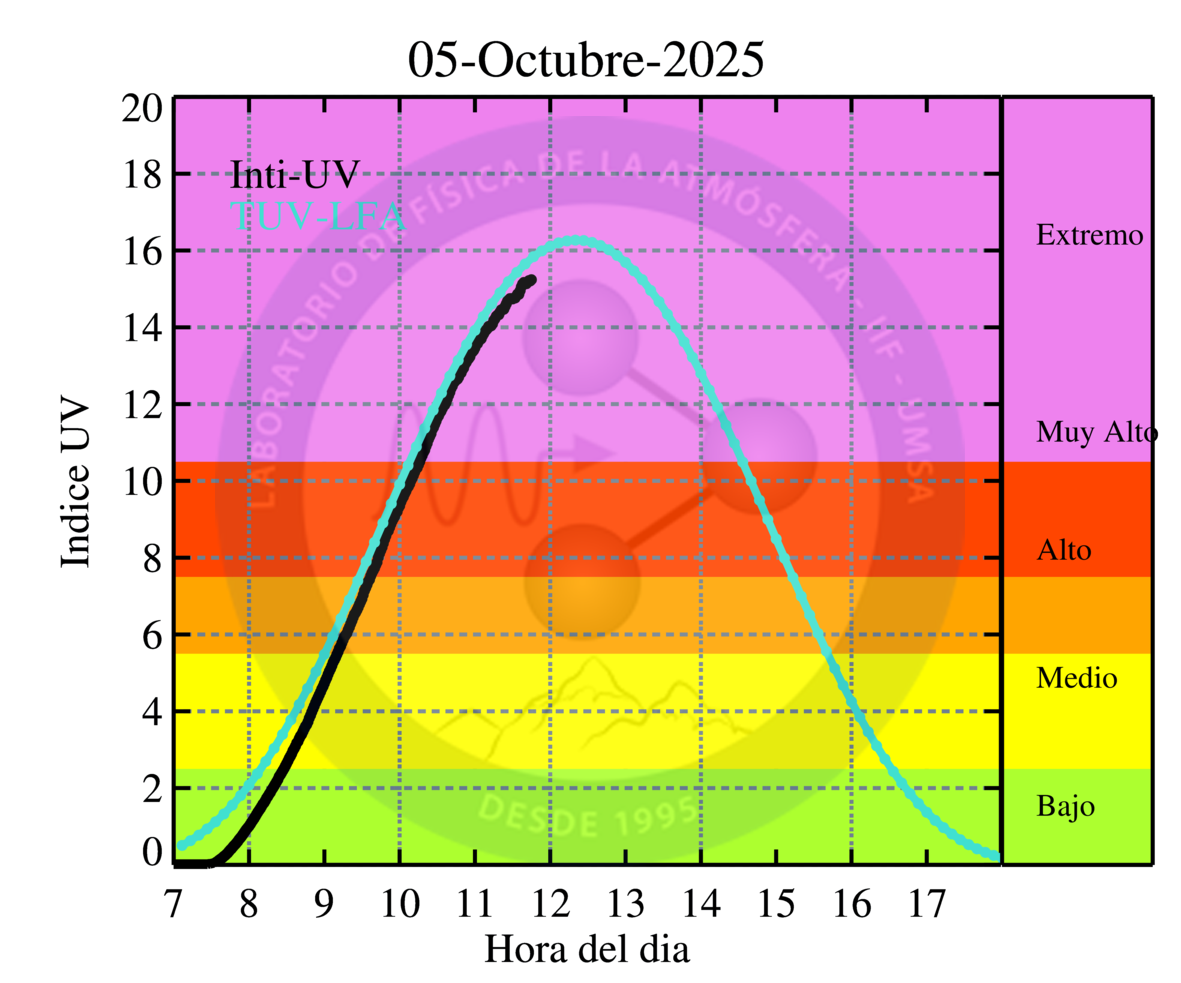 05-Octubre-2025
20
18
16
14
12
10
8
6
4
2
0
Indice UV
Inti-UV
TUV-LFA
LABORATORIO DE FÍSICA DE LA ATMÓSFERA - IIF - UMSA
DESDE 1995
Extremo
Muy Alto
Alto
Medio
Bajo
7 8 9 10 11 12 13 14 15 16 17
Hora del dia